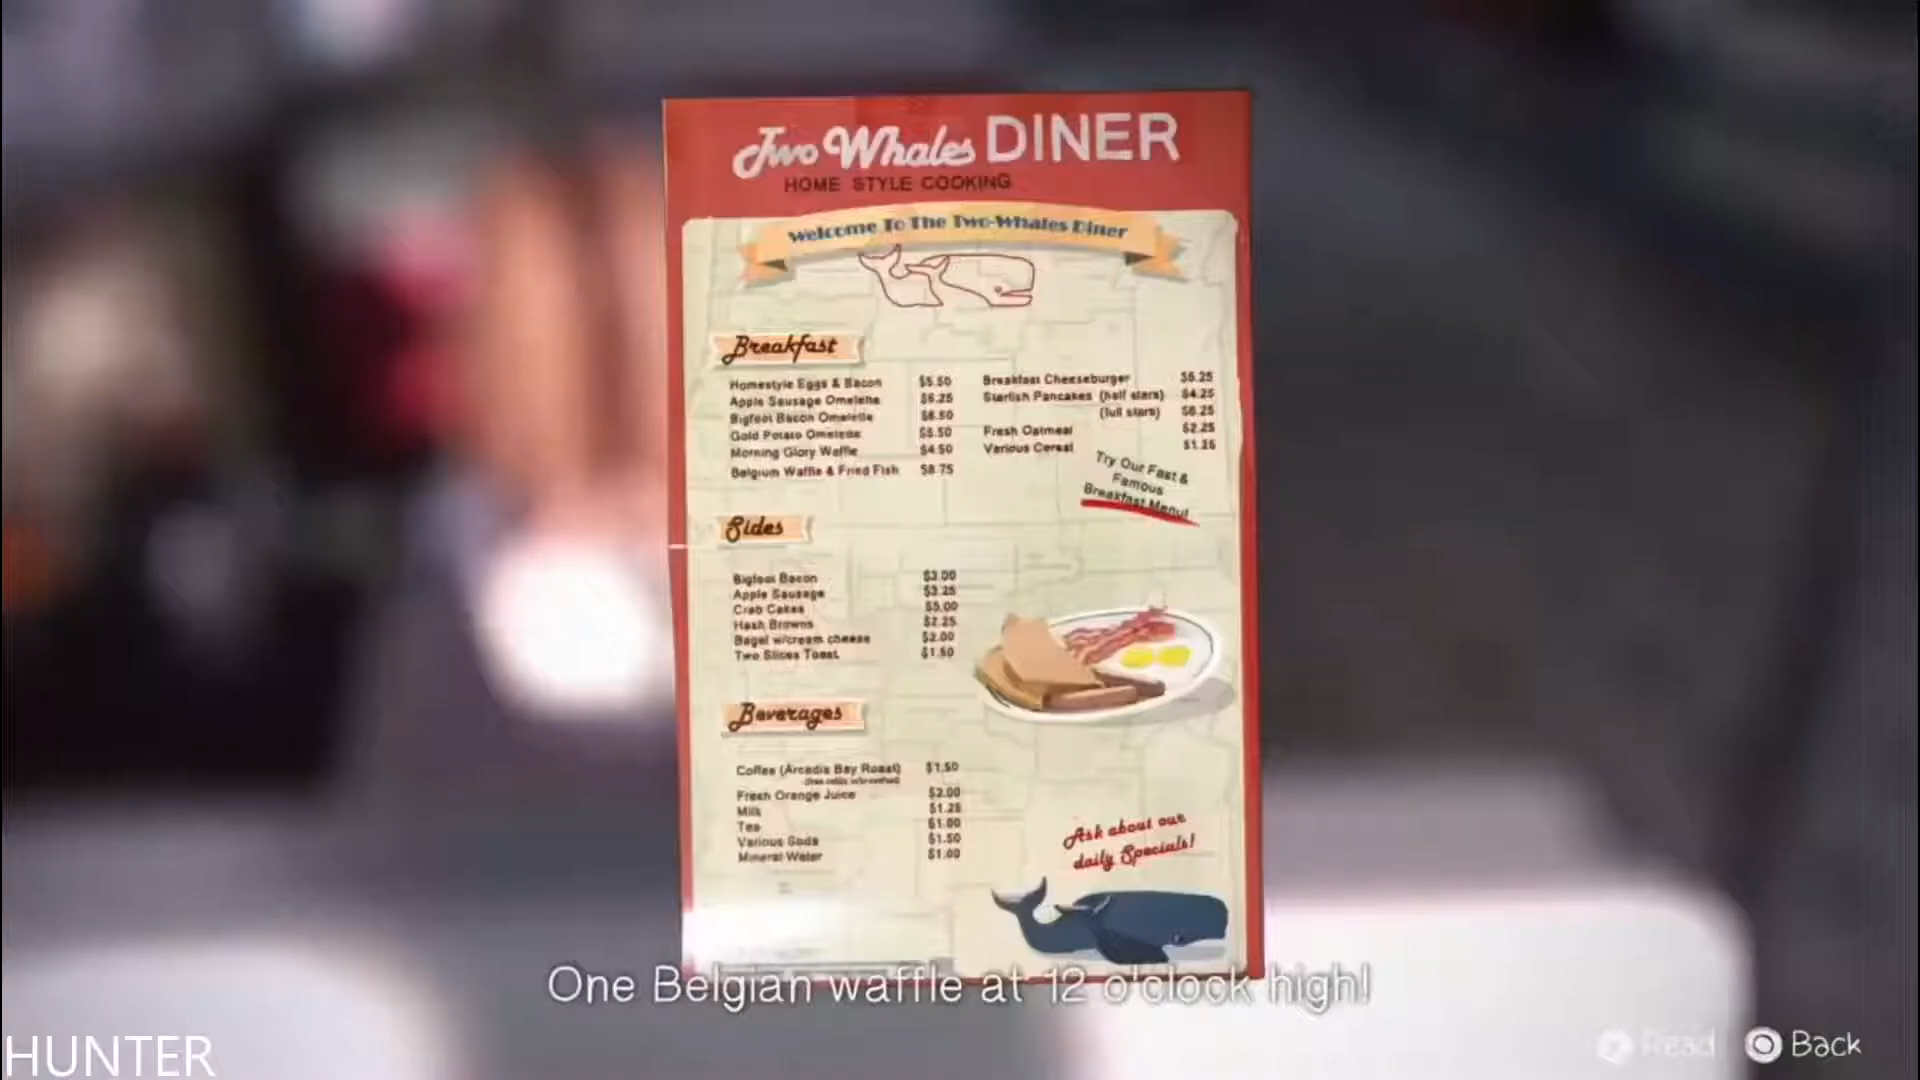 Two Whales DINER
HOME STYLE COOKING
Welcome To The Two-Whales Diner
Breakfast
Homestyle Eggs & Bacon $5.50
Apple Sausage Omelette $6.25
Bigfoot Bacon Omelette $6.50
Gold Potato Omelette $5.50
Morning Glory Waffle $4.50
Belgium Waffle & Fried Fish $8.75
Breakfast Cheeseburger $6.25
Starfish Pancakes (half stars) $4.25
(full stars) $6.25
Fresh Oatmeal $2.25
Various Cereal $1.25
Try Our Fast &
Famous
Breakfast Menu!
Sides
Bigfoot Bacon $3.00
Apple Sausage $3.25
Crab Cakes $5.00
Hash Browns $2.25
Bagel w/cream cheese $2.00
Two Slices Toast $1.50
Beverages
Coffee (Arcadia Bay Roast) $1.50
Fresh Orange Juice $2.00
Milk $1.25
Tea $1.00
Various Soda $1.50
Mineral Water $1.00
Ask about our
daily Specials!
One Belgian waffle at 12 o'clock high!
HUNTER
Read
Back